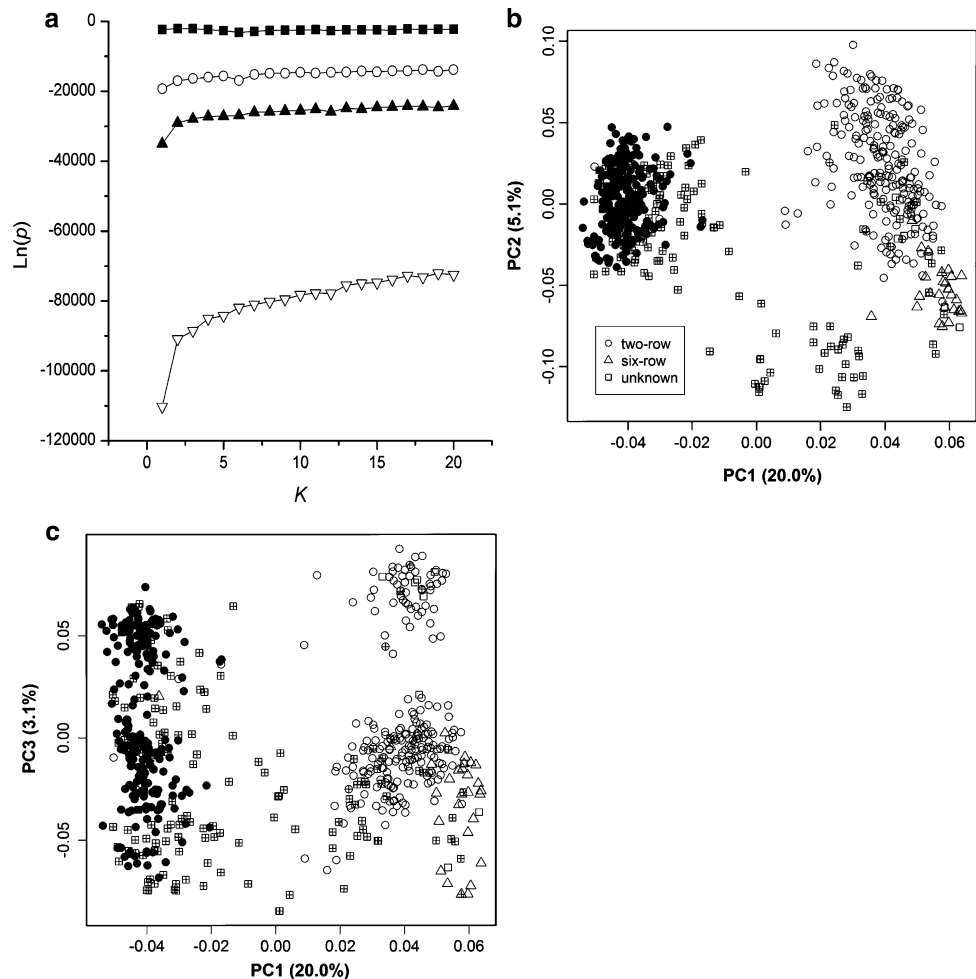 a
0
-20000
-40000
-60000
-80000
-100000
-120000
Ln(p)
0
5
10
15
20
K
b
0.10
0.05
0.00
-0.05
-0.10
PC2 (5.1%)
two-row
six-row
unknown
-0.04
-0.02
0.00
0.02
0.04
0.06
PC1 (20.0%)
c
0.05
0.00
-0.05
PC3 (3.1%)
-0.04
-0.02
0.00
0.02
0.04
0.06
PC1 (20.0%)